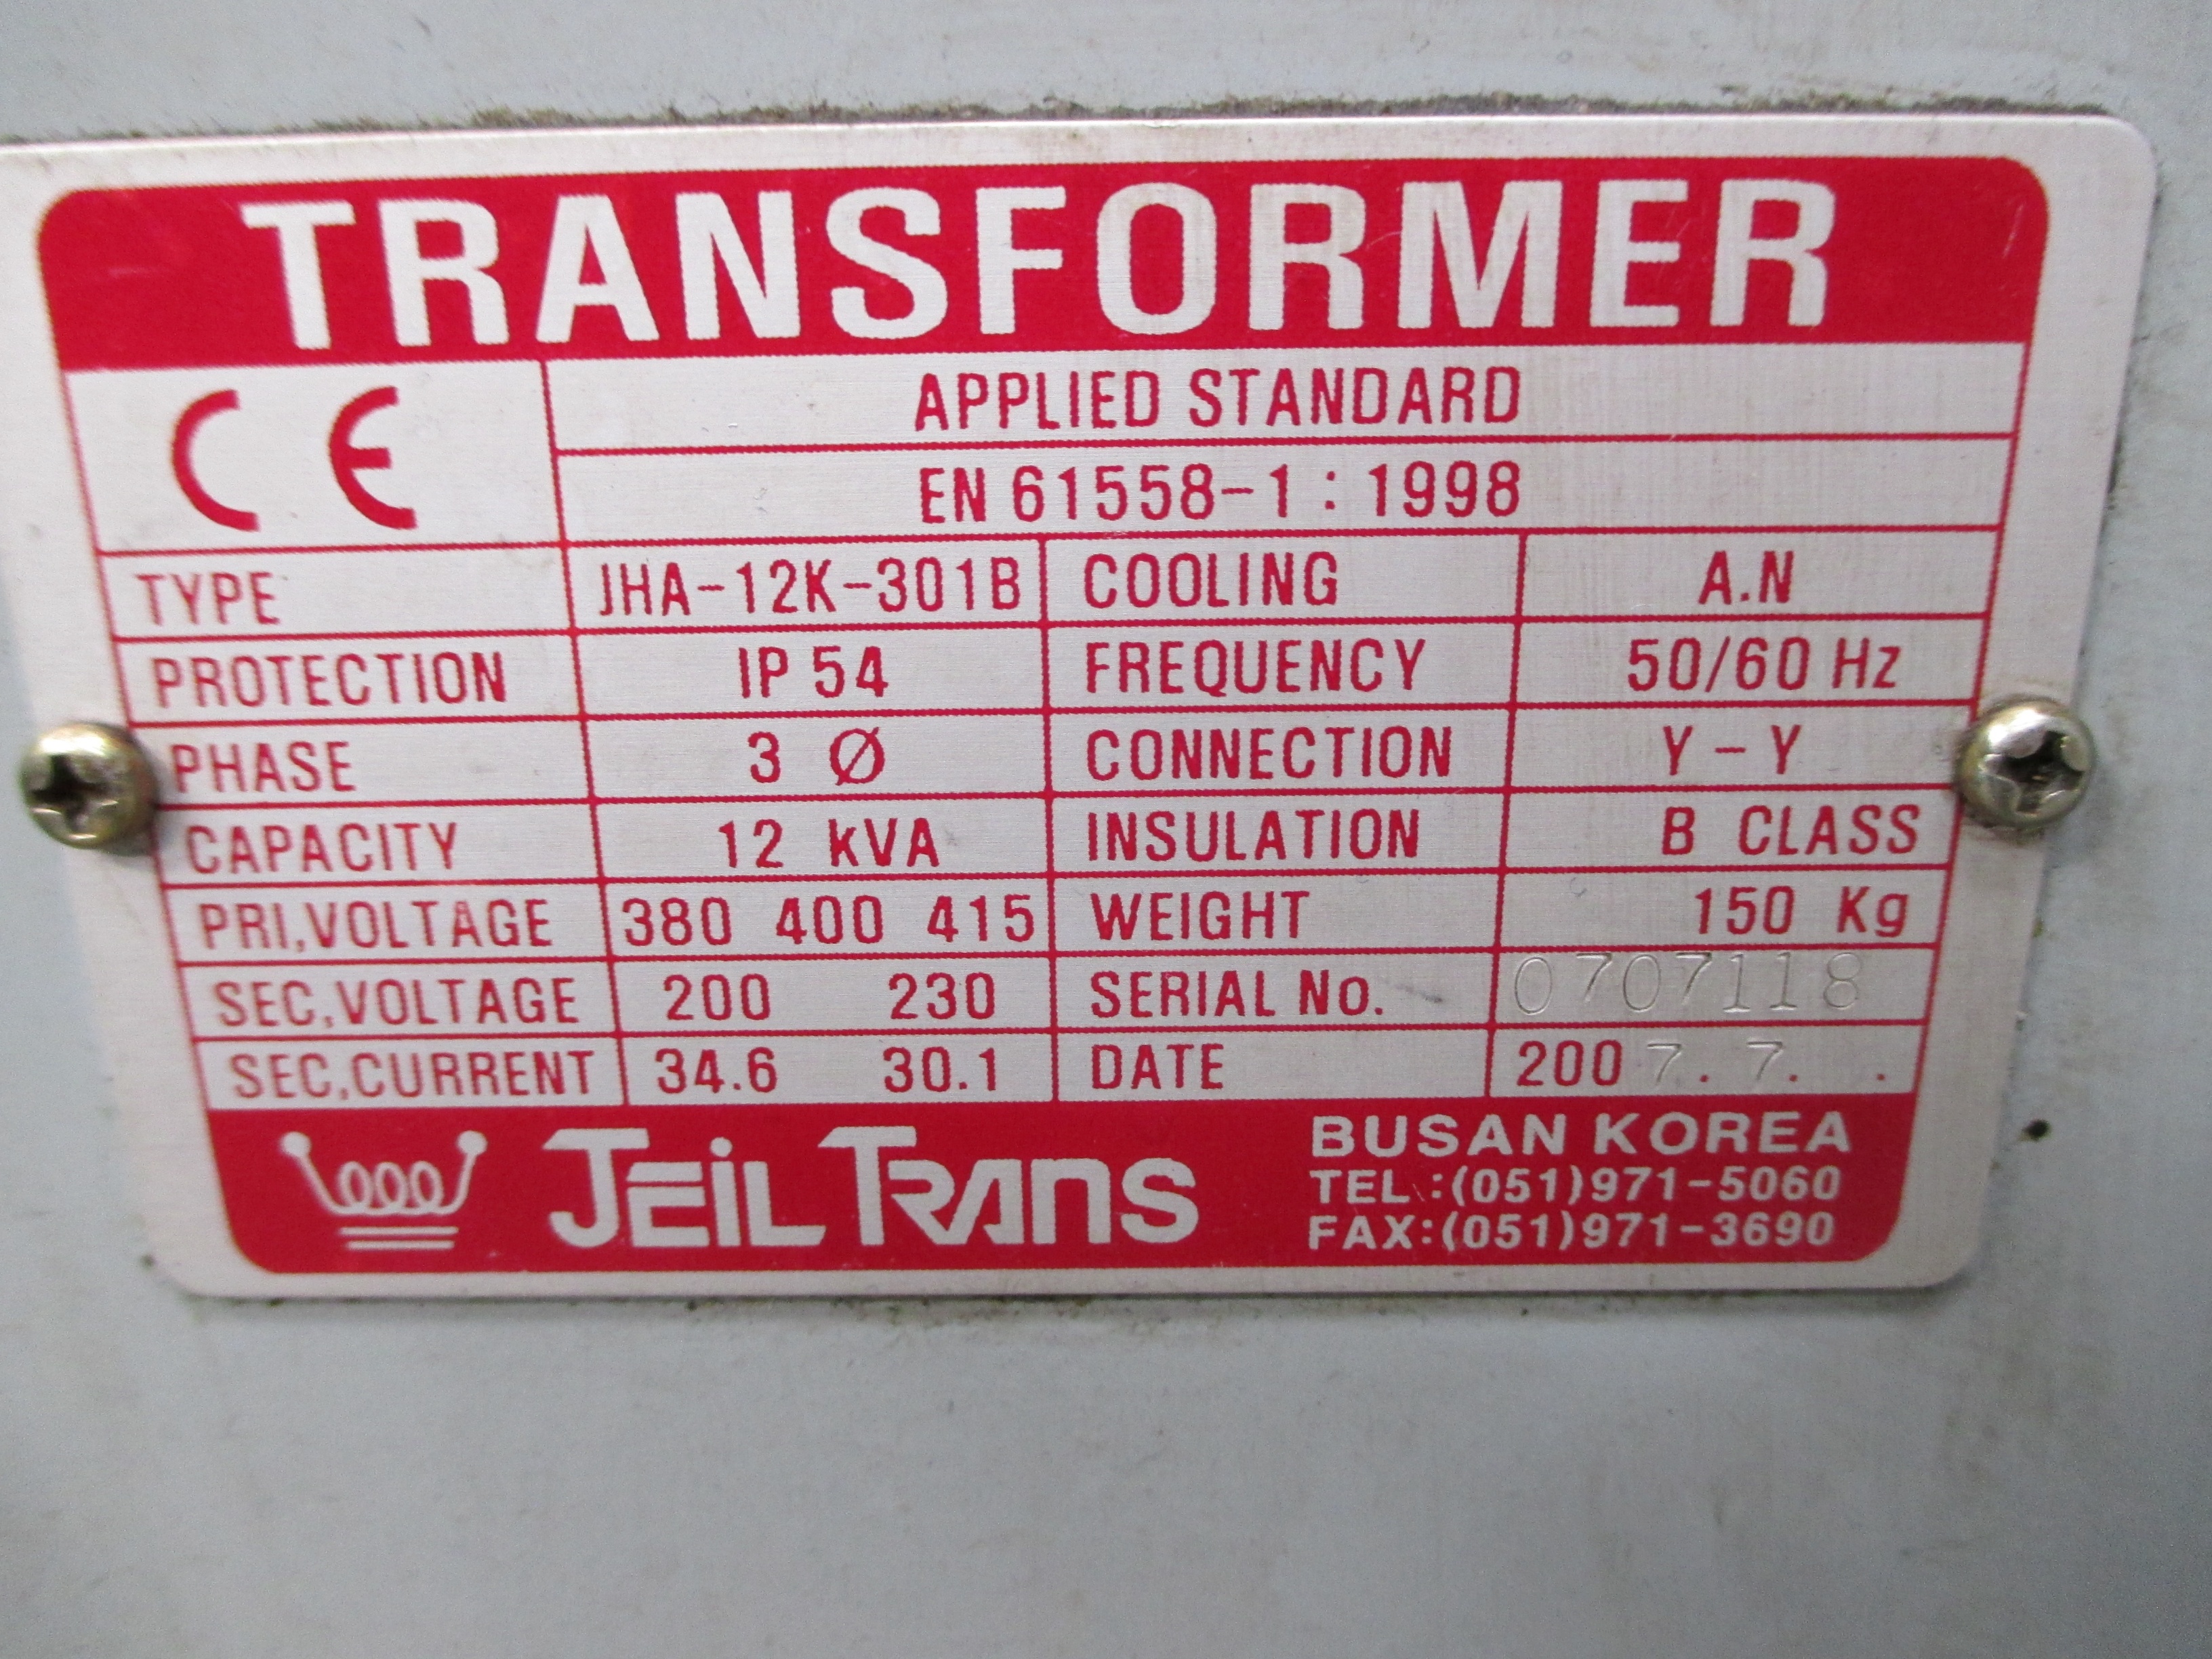 TRANSFORMER
CE
APPLIED STANDARD
EN 61558-1 : 1998
TYPE JHA-12K-301B COOLING A.N
PROTECTION IP 54 FREQUENCY 50/60 Hz
PHASE 3 Ø CONNECTION Y - Y
CAPACITY 12 kVA INSULATION B CLASS
PRI,VOLTAGE 380 400 415 WEIGHT 150 Kg
SEC,VOLTAGE 200 230 SERIAL No. 0707118
SEC,CURRENT 34.6 30.1 DATE 2007. 7. .
JEiL TRANS
BUSAN KOREA
TEL :(051)971-5060
FAX:(051)971-3690